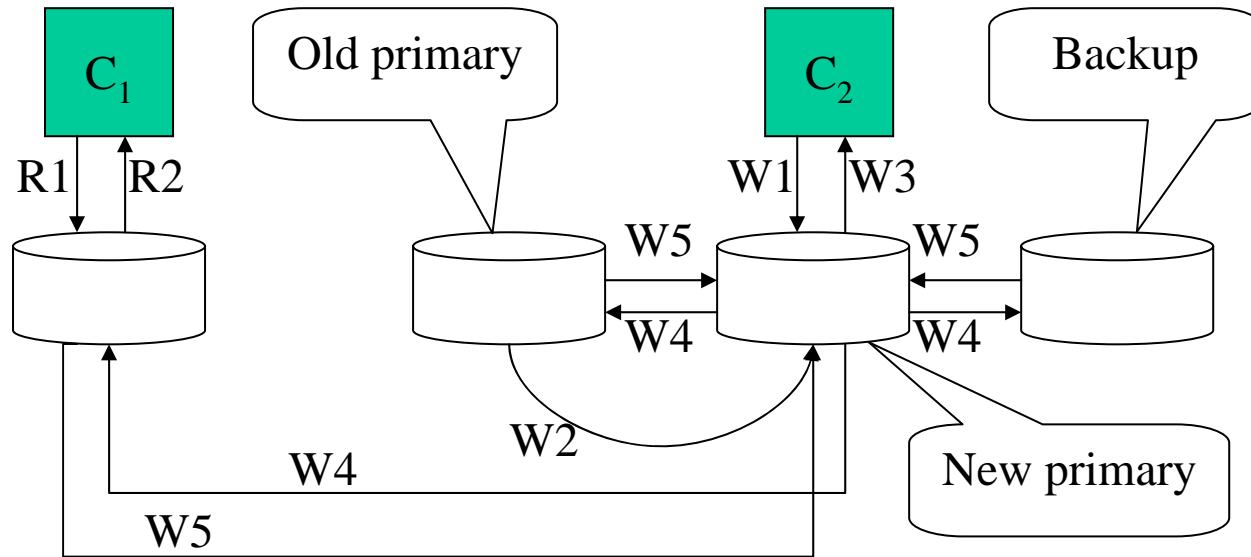 Old primary
Backup
C₁
C₂
R1
R2
W1
W3
W5
W5
W4
W4
W2
W4
New primary
W5